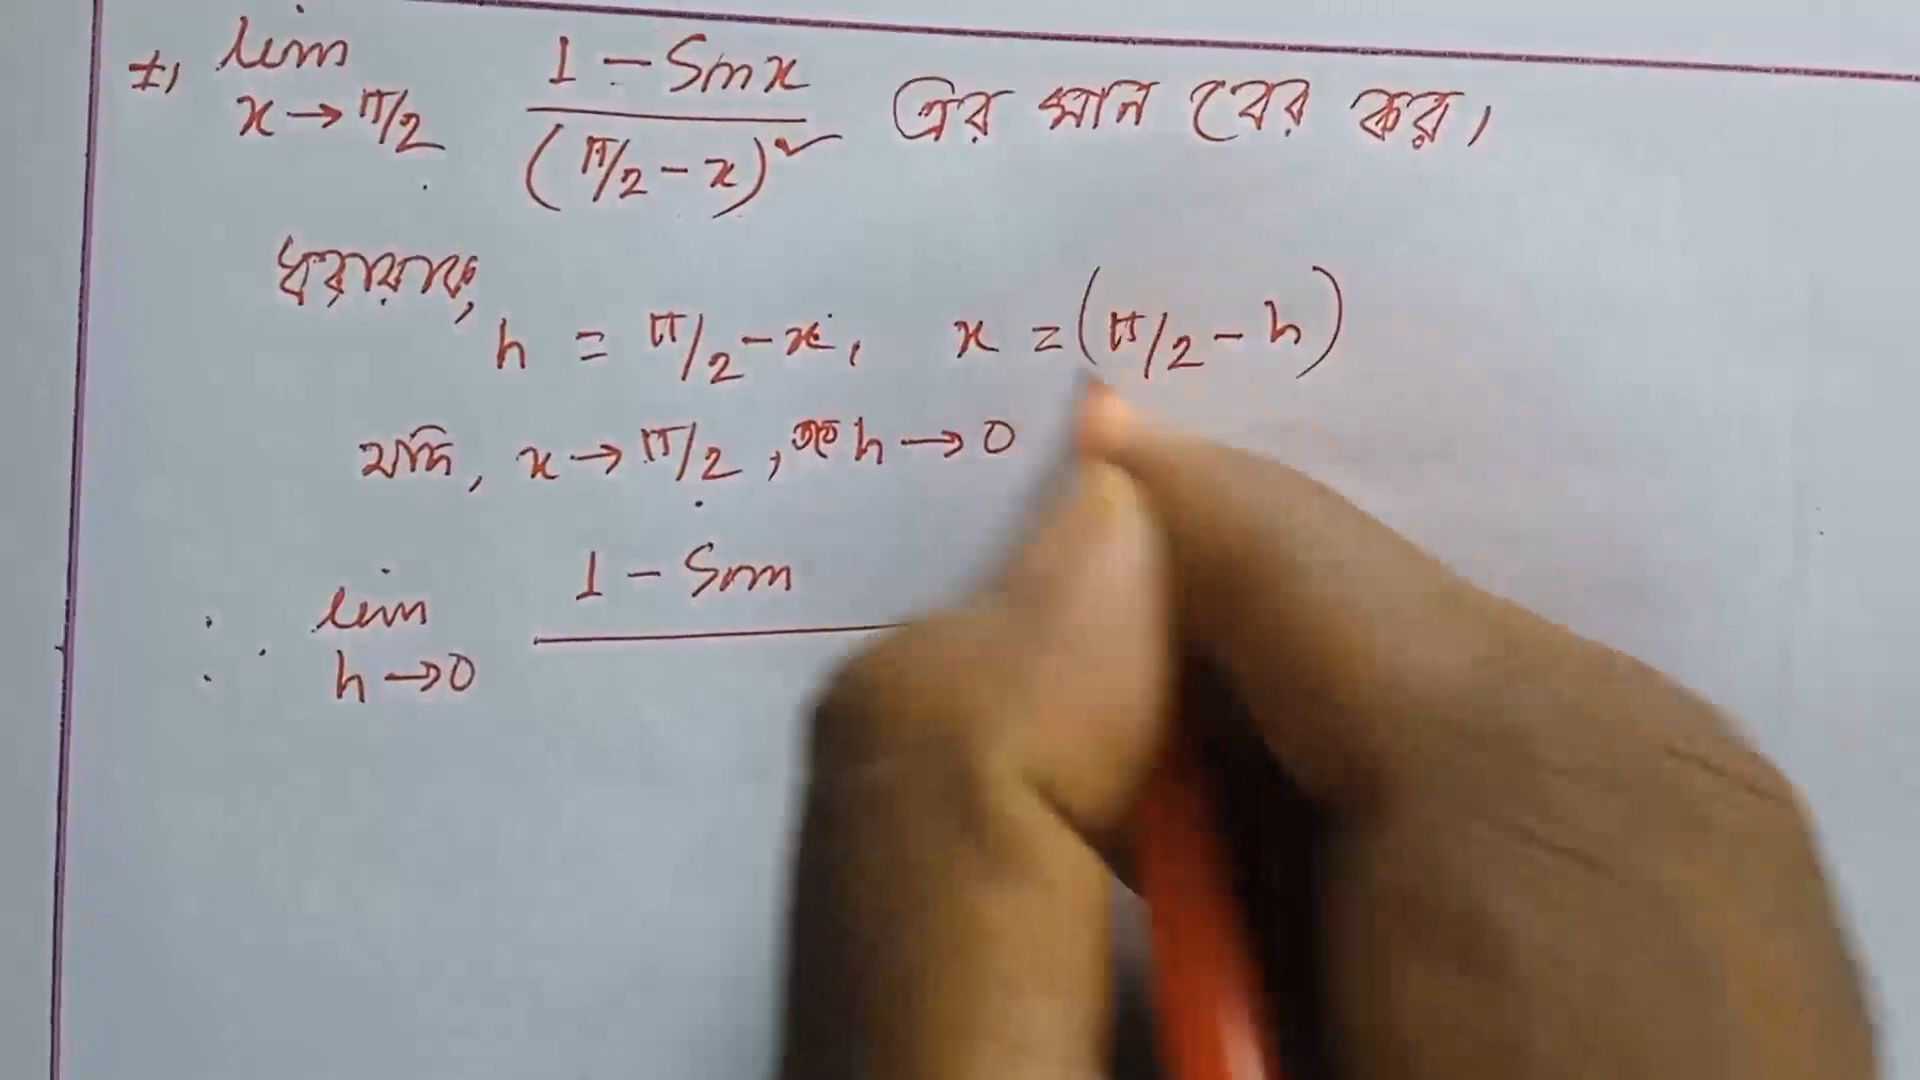 *, lim x→π/2 1 - Sinx / (π/2 - x)² এর মান বের কর।
ধরাযাক,
h = π/2 - x, x = (π/2 - h)
যদি, x → π/2, তবে h → 0
∴ lim h→0 1 - Sin